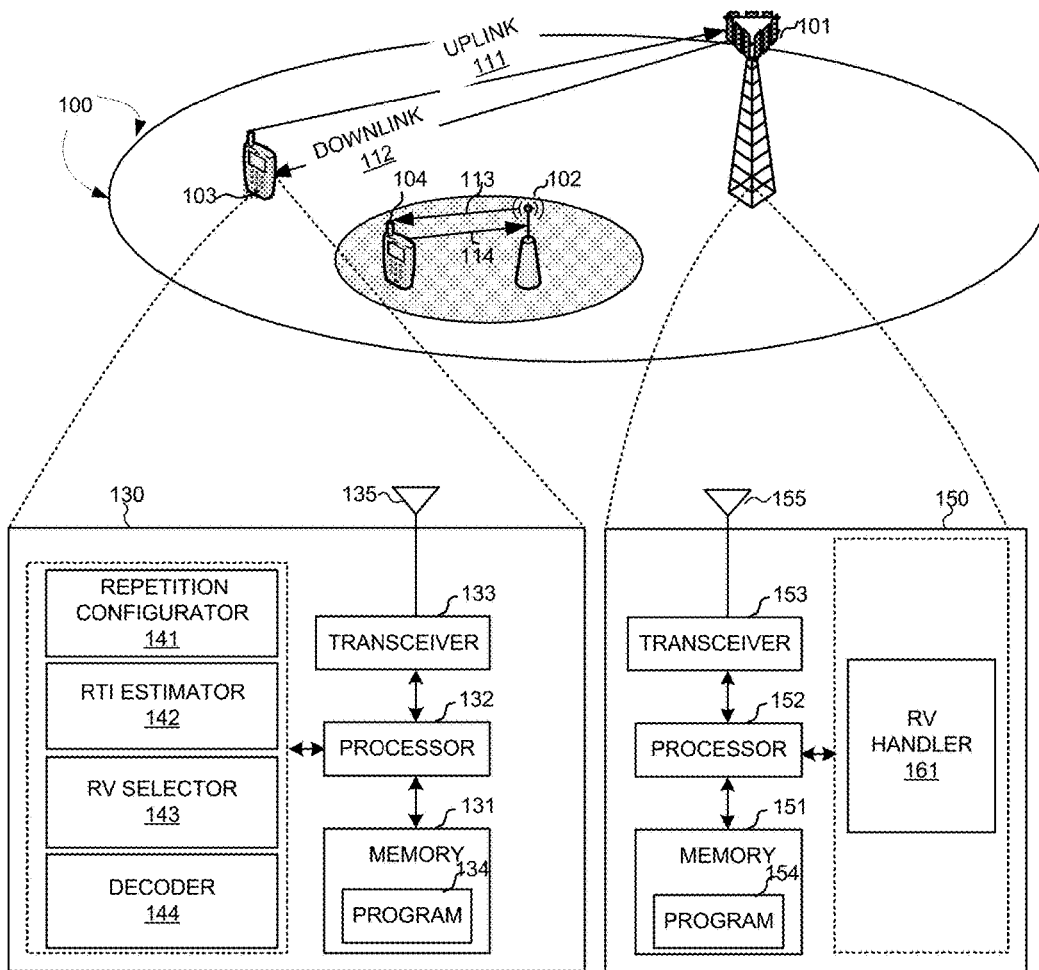 101
UPLINK
111
100
DOWNLINK
112
103
104
113
102
114
130
135
155
150
REPETITION
CONFIGURATOR
141
RTI ESTIMATOR
142
RV SELECTOR
143
DECODER
144
133
TRANSCEIVER
132
PROCESSOR
131
MEMORY
134
PROGRAM
153
TRANSCEIVER
152
PROCESSOR
151
MEMORY
154
PROGRAM
RV
HANDLER
161